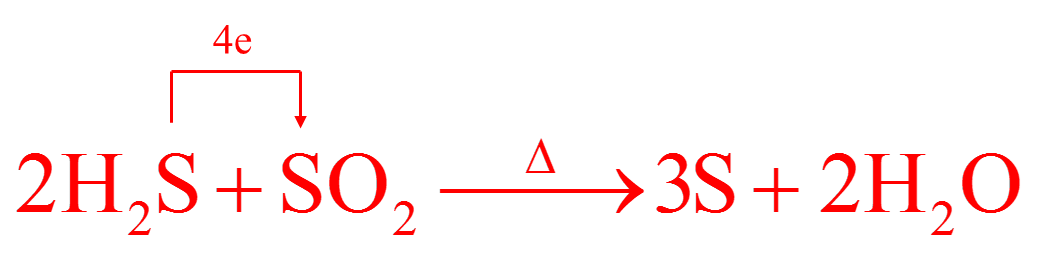 4e
2H₂S + SO₂ —Δ→ 3S + 2H₂O